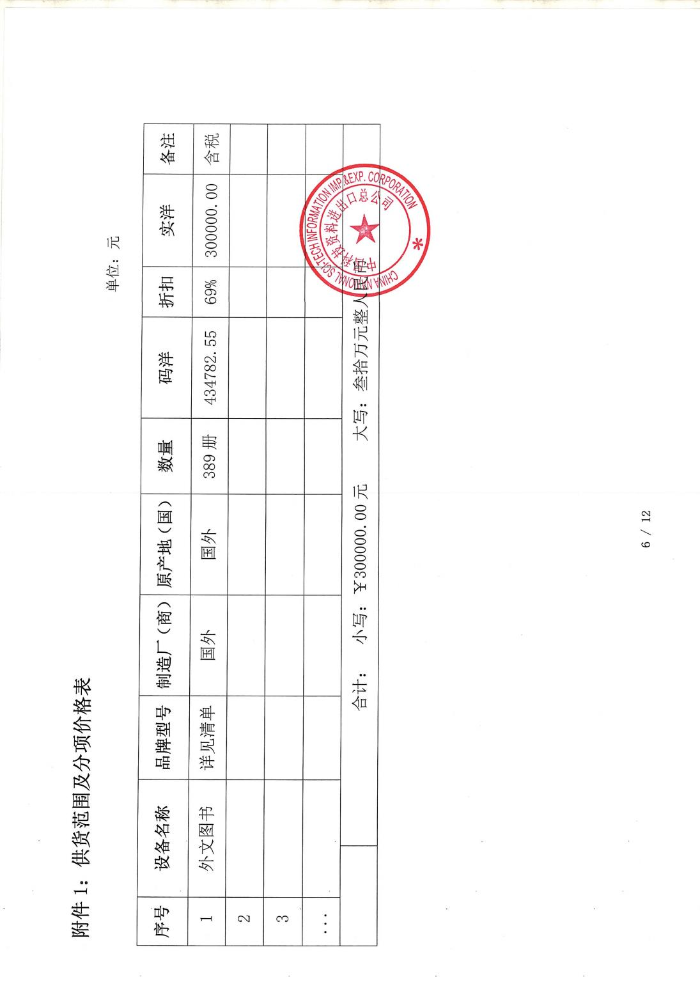 附件 1：供货范围及分项价格表
单位：元
序号 设备名称 品牌型号 制造厂（商） 原产地（国） 数量 码洋 折扣 实洋 备注
1 外文图书 详见清单 国外 国外 389 册 434782.55 69% 300000.00 含税
2
3
...
合计： 小写：￥300000.00 元 大写：叁拾万元整人民币
CHINA NATIONAL SCI-TECH INFORMATION IMP.&EXP. CORPORATION
中国科技资料进出口总公司
6 / 12